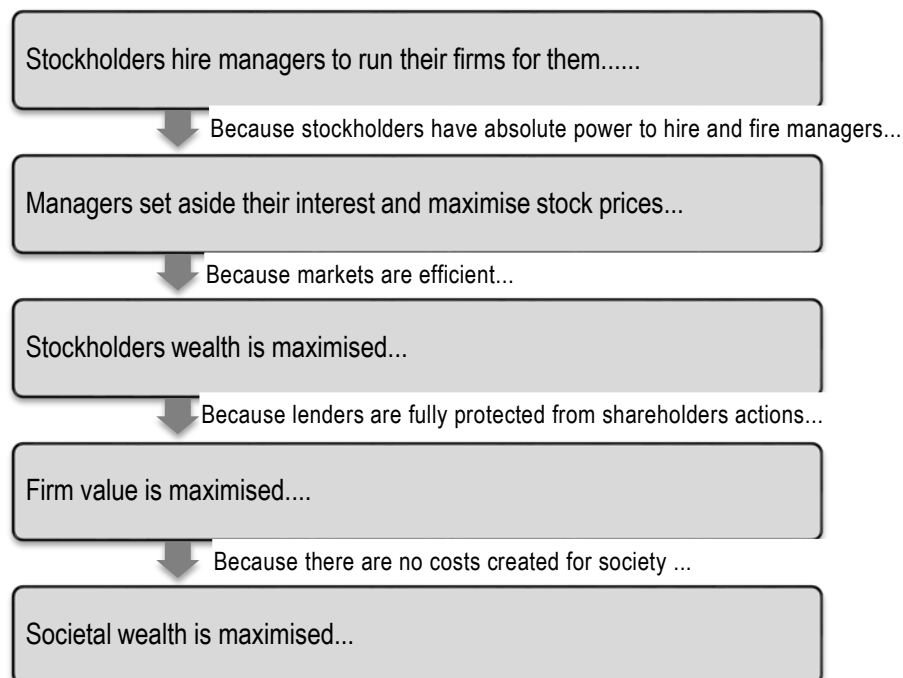 Stockholders hire managers to run their firms for them......
Because stockholders have absolute power to hire and fire managers...
Managers set aside their interest and maximise stock prices...
Because markets are efficient...
Stockholders wealth is maximised...
Because lenders are fully protected from shareholders actions...
Firm value is maximised....
Because there are no costs created for society ...
Societal wealth is maximised...